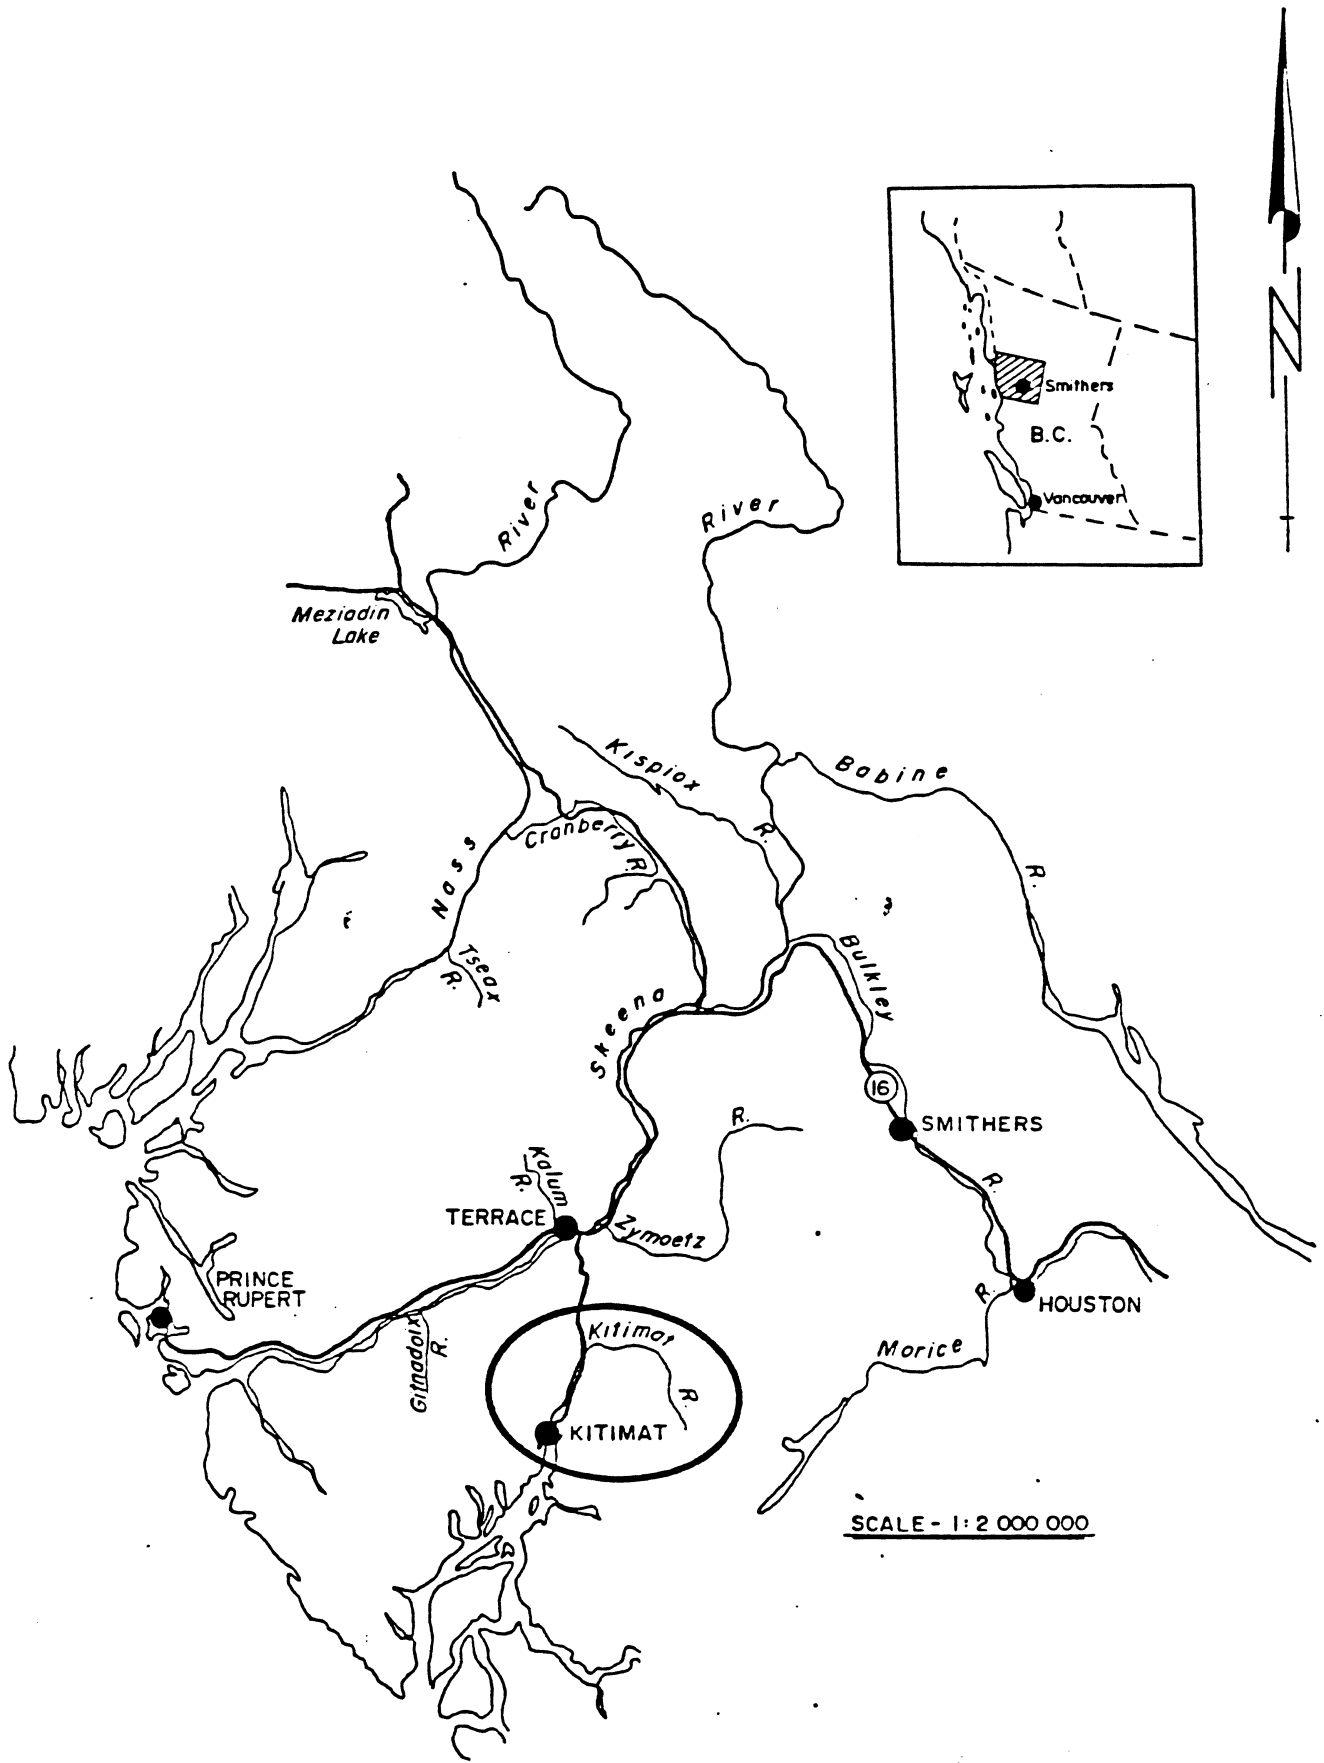 N
Smithers
B.C.
Vancouver
River
River
Meziadin
Lake
Kispiox
R.
Babine
R.
Cranberry
R.
Nass
Tseax
R.
Bulkley
Skeena
16
SMITHERS
R.
R.
Kalum
R.
TERRACE
Zymoetz
PRINCE
RUPERT
R.
HOUSTON
Gitnadoix
R.
Kitimat
R.
Morice
KITIMAT
SCALE - 1:2 000 000